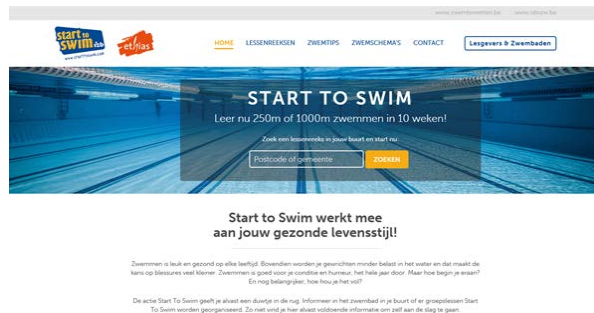 start to
SWIM
ethias
HOME
LESSENREEKSEN
ZWEMTIPS
ZWEMSCHEMA'S
CONTACT
Lesgevers & Zwembaden
START TO SWIM
Leer nu 250m of 1000m zwemmen in 10 weken!
Zoek een lessenreeks in jouw buurt en start nu
Postcode of gemeente
ZOEKEN
Start to Swim werkt mee
aan jouw gezonde levensstijl!
Zwemmen is leuk en gezond op elke leeftijd. Bovendien worden je gewrichten minder belast in het water en dat maakt de
kans op blessures veel kleiner. Zwemmen is goed voor je conditie en humeur, het hele jaar door. Maar hoe begin je eraan?
En nog belangrijker, hoe hou je het vol?
De actie Start To Swim geeft je alvast een duwtje in de rug. Informeer in het zwembad in je buurt of er groepslessen Start
To Swim worden georganiseerd. Zo niet vind je hier alvast voldoende informatie om zelf aan de slag te gaan.